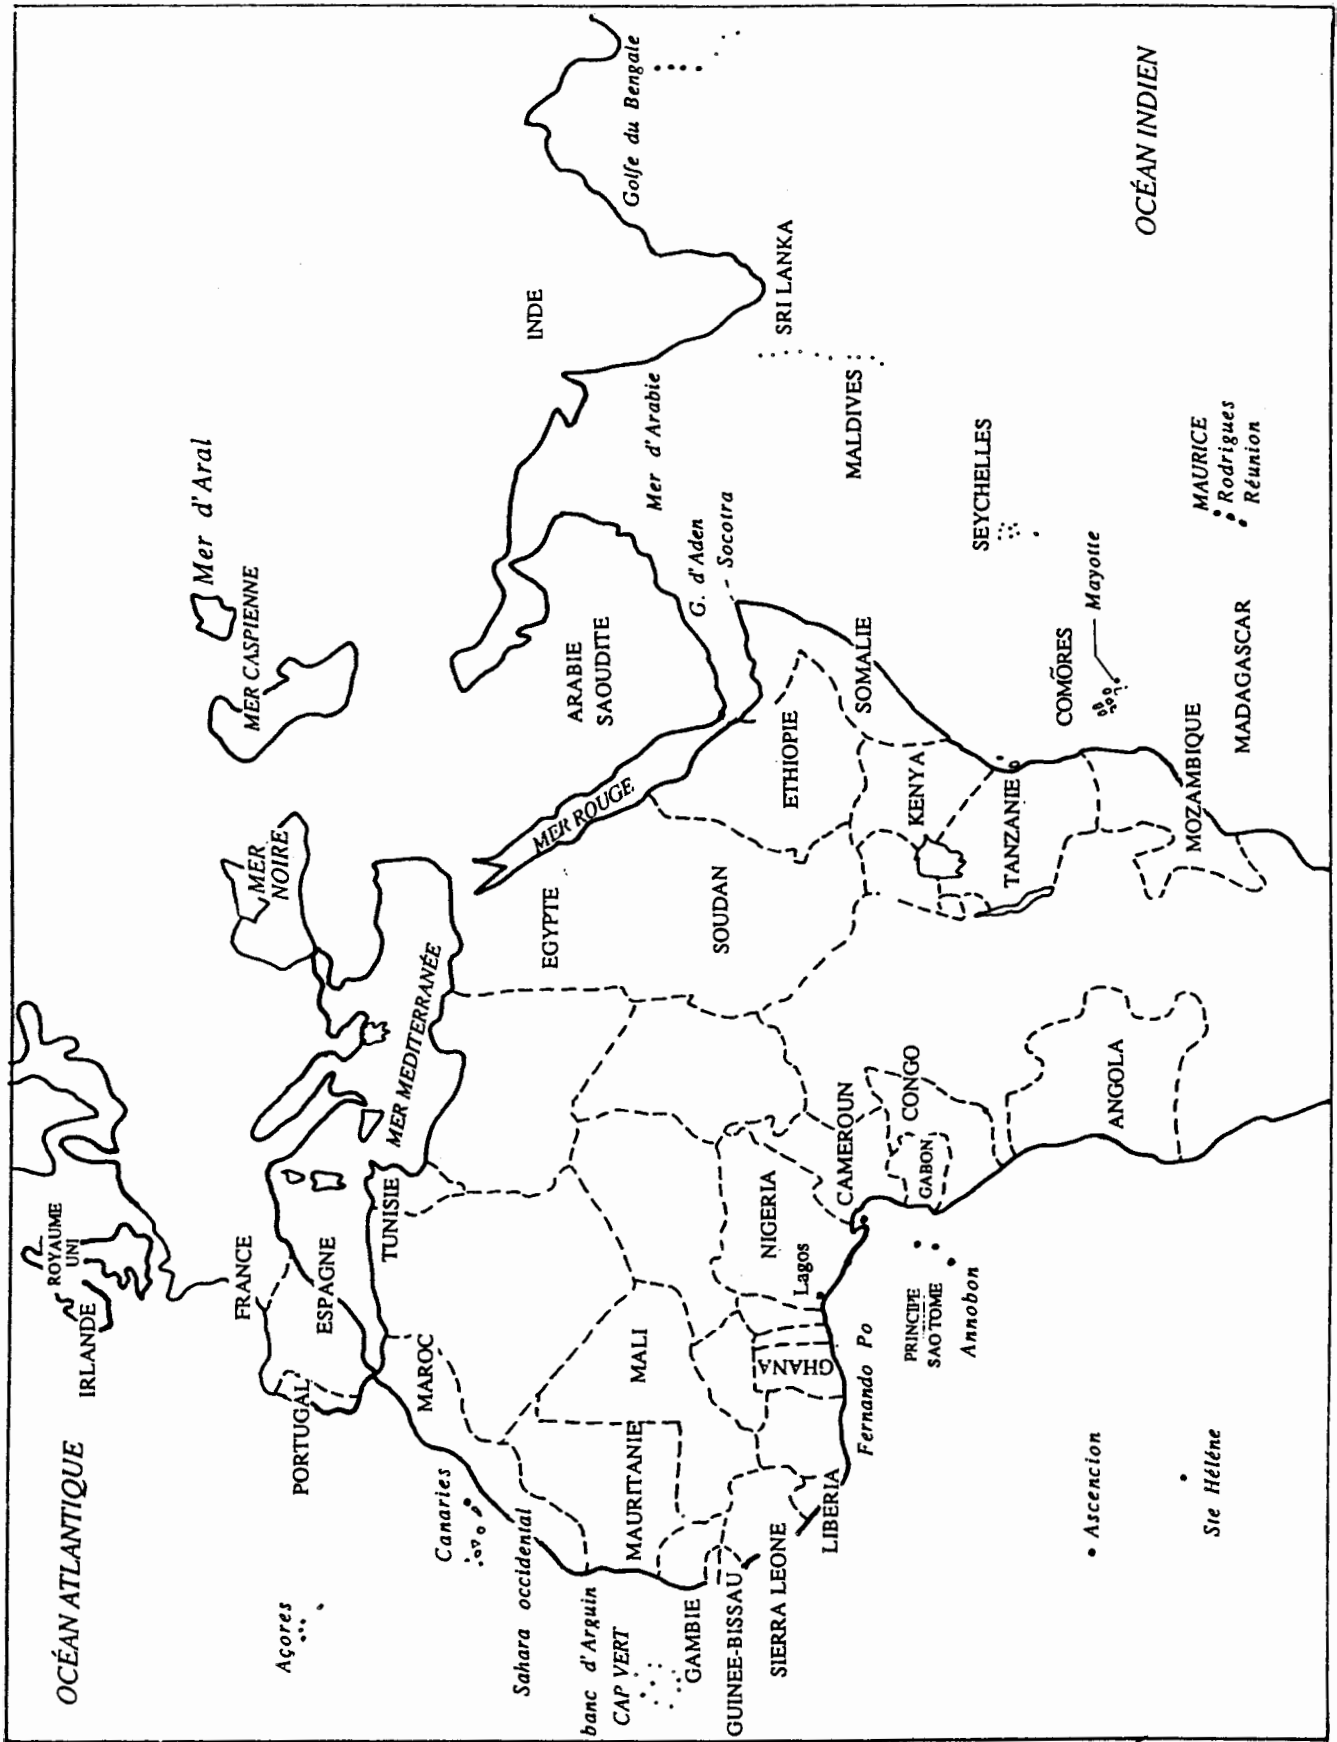 OCÉAN ATLANTIQUE
IRLANDE
ROYAUME
UNI
Açores
PORTUGAL
FRANCE
ESPAGNE
MER
NOIRE
MER CASPIENNE
Mer d'Aral
MER MEDITERRANÉE
TUNISIE
MAROC
Canaries
Sahara occidental
EGYPTE
MER ROUGE
ARABIE
SAOUDITE
INDE
Golfe du Bengale
Mer d'Arabie
banc d'Arguin
CAP VERT
MAURITANIE
MALI
GAMBIE
GUINEE-BISSAU
SIERRA LEONE
LIBERIA
GHANA
Lagos
NIGERIA
SOUDAN
G. d'Aden
Socotra
ETHIOPIE
SOMALIE
SRI LANKA
MALDIVES
Fernando Po
CAMEROUN
PRINCIPE
SAO TOME
Annobon
GABON
CONGO
KENYA
TANZANIE
SEYCHELLES
COMÕRES
Mayotte
OCÉAN INDIEN
Ascencion
Ste Héléne
ANGOLA
MOZAMBIQUE
MADAGASCAR
MAURICE
Rodrigues
Réunion